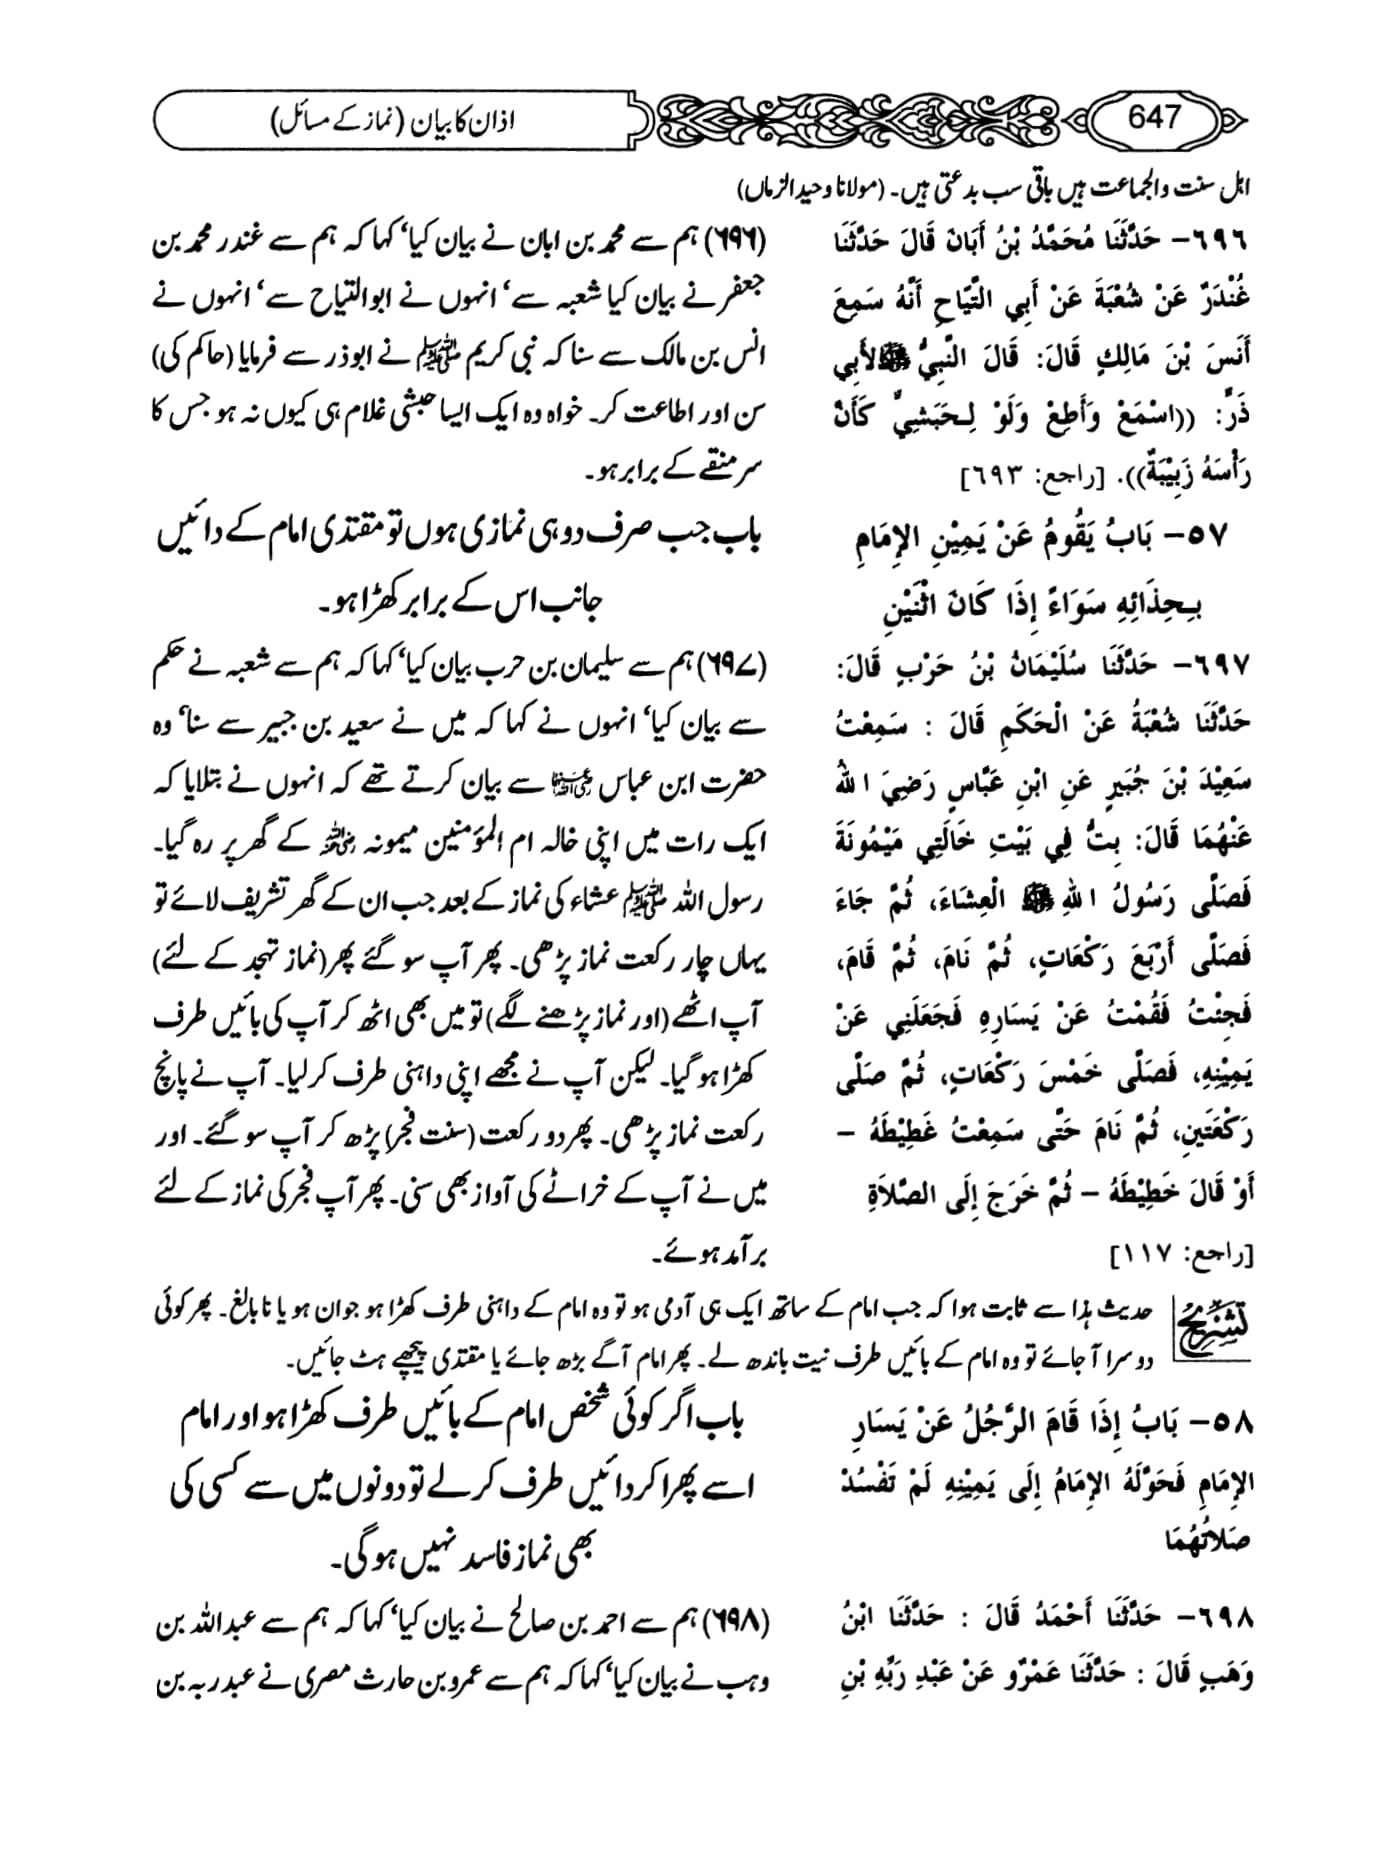 647
اذان کا بیان (نماز کے مسائل)
اہل سنت والجماعت ہیں باقی سب بدعتی ہیں۔ (مولانا وحید الزماں)
٦٩٦- حَدَّثَنَا مُحَمَّدُ بْنُ أَبَانَ قَالَ حَدَّثَنَا
غُنْدَرٌ عَنْ شُعْبَةَ عَنْ أَبِي التَّيَّاحِ أَنَّهُ سَمِعَ
أَنَسَ بْنَ مَالِكٍ قَالَ: قَالَ النَّبِيُّ ﷺ لأَبِي
ذَرٍّ: ((اسْمَعْ وَأَطِعْ وَلَوْ لِحَبَشِيٍّ كَأَنَّ
رَأْسَهُ زَبِيْبَةٌ)). [راجع: ٦٩٣]
٥٧- بَابُ يَقُومُ عَنْ يَمِيْنِ الإِمَامِ
بِحِذَائِهِ سَوَاءً إِذَا كَانَ اثْنَيْنِ
٦٩٧- حَدَّثَنَا سُلَيْمَانُ بْنُ حَرْبٍ قَالَ:
حَدَّثَنَا شُعْبَةُ عَنْ الْحَكَمِ قَالَ : سَمِعْتُ
سَعِيْدَ بْنَ جُبَيرٍ عَنِ ابْنِ عَبَّاسٍ رَضِيَ اللهُ
عَنْهُمَا قَالَ: بِتُّ فِي بَيْتِ خَالَتِي مَيْمُونَةَ
فَصَلَّى رَسُولُ اللهِ ﷺ الْعِشَاءَ، ثُمَّ جَاءَ
فَصَلَّى أَرْبَعَ رَكْعَاتٍ، ثُمَّ نَامَ، ثُمَّ قَامَ،
فَجِئْتُ فَقُمْتُ عَنْ يَسَارِهِ فَجَعَلَنِي عَنْ
يَمِيْنِهِ، فَصَلَّى خَمْسَ رَكْعَاتٍ، ثُمَّ صَلَّى
رَكْعَتَينِ، ثُمَّ نَامَ حَتَّى سَمِعْتُ غَطِيْطَهُ -
أَوْ قَالَ خَطِيْطَهُ - ثُمَّ خَرَجَ إِلَى الصَّلاَةِ
[راجع: ١١٧]
(۶۹۶) ہم سے محمد بن ابان نے بیان کیا، کہا کہ ہم سے غندر محمد بن
جعفر نے بیان کیا شعبہ سے، انہوں نے ابو التیاح سے، انہوں نے
انس بن مالک سے سنا کہ نبی کریم ﷺ نے ابوذر سے فرمایا (حاکم کی)
سن اور اطاعت کر۔ خواہ وہ ایک ایسا حبشی غلام ہی کیوں نہ ہو جس کا
سر منقے کے برابر ہو۔
باب جب صرف دو ہی نمازی ہوں تو مقتدی امام کے دائیں
جانب اس کے برابر کھڑا ہو۔
(۶۹۷) ہم سے سلیمان بن حرب بیان کیا، کہا کہ ہم سے شعبہ نے حکم
سے بیان کیا، انہوں نے کہا کہ میں نے سعید بن جبیر سے سنا، وہ
حضرت ابن عباس رضی اللہ عنہما سے بیان کرتے تھے کہ انہوں نے بتلایا کہ
ایک رات میں اپنی خالہ ام المؤمنین میمونہ رضی اللہ عنہا کے گھر پر رہ گیا۔
رسول اللہ ﷺ عشاء کی نماز کے بعد جب ان کے گھر تشریف لائے تو
یہاں چار رکعت نماز پڑھی۔ پھر آپ سو گئے پھر (نماز تہجد کے لئے)
آپ اٹھے (اور نماز پڑھنے لگے) تو میں بھی اٹھ کر آپ کی بائیں طرف
کھڑا ہو گیا۔ لیکن آپ نے مجھے اپنی داہنی طرف کر لیا۔ آپ نے پانچ
رکعت نماز پڑھی۔ پھر دو رکعت (سنت فجر) پڑھ کر آپ سو گئے۔ اور
میں نے آپ کے خراٹے کی آواز بھی سنی۔ پھر آپ فجر کی نماز کے لئے
برآمد ہوئے۔
تشریح حدیث ہذا سے ثابت ہوا کہ جب امام کے ساتھ ایک ہی آدمی ہو تو وہ امام کے داہنی طرف کھڑا ہو جوان ہو یا نابالغ۔ پھر کوئی
دوسرا آ جائے تو وہ امام کے بائیں طرف نیت باندھ لے۔ پھر امام آگے بڑھ جائے یا مقتدی پیچھے ہٹ جائیں۔
٥٨- بَابُ إِذَا قَامَ الرَّجُلُ عَنْ يَسَارِ
الإِمَامِ فَحَوَّلَهُ الإِمَامُ إِلَى يَمِيْنِهِ لَمْ تَفْسُدْ
صَلاَتُهُمَا
٦٩٨- حَدَّثَنَا أَحْمَدُ قَالَ : حَدَّثَنَا ابْنُ
وَهَبٍ قَالَ : حَدَّثَنَا عَمْرٌو عَنْ عَبْدِ رَبِّهِ بْنِ
باب اگر کوئی شخص امام کے بائیں طرف کھڑا ہو اور امام
اسے پھرا کر دائیں طرف کر لے تو دونوں میں سے کسی کی
بھی نماز فاسد نہیں ہوگی۔
(۶۹۸) ہم سے احمد بن صالح نے بیان کیا، کہا کہ ہم سے عبداللہ بن
وہب نے بیان کیا، کہا کہ ہم سے عمرو بن حارث مصری نے عبد ربہ بن